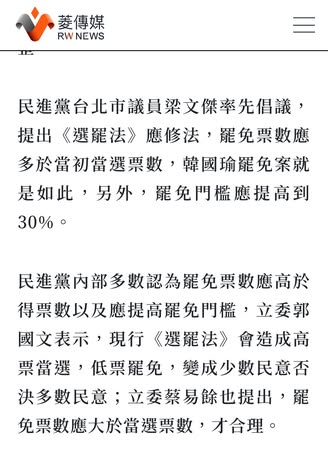 菱傳媒
RW NEWS
民進黨台北市議員梁文傑率先倡議，
提出《選罷法》應修法，罷免票數應
多於當初當選票數，韓國瑜罷免案就
是如此，另外，罷免門檻應提高到
30%。
民進黨內部多數認為罷免票數應高於
得票數以及應提高罷免門檻，立委郭
國文表示，現行《選罷法》會造成高
票當選，低票罷免，變成少數民意否
決多數民意；立委蔡易餘也提出，罷
免票數應大於當選票數，才合理。